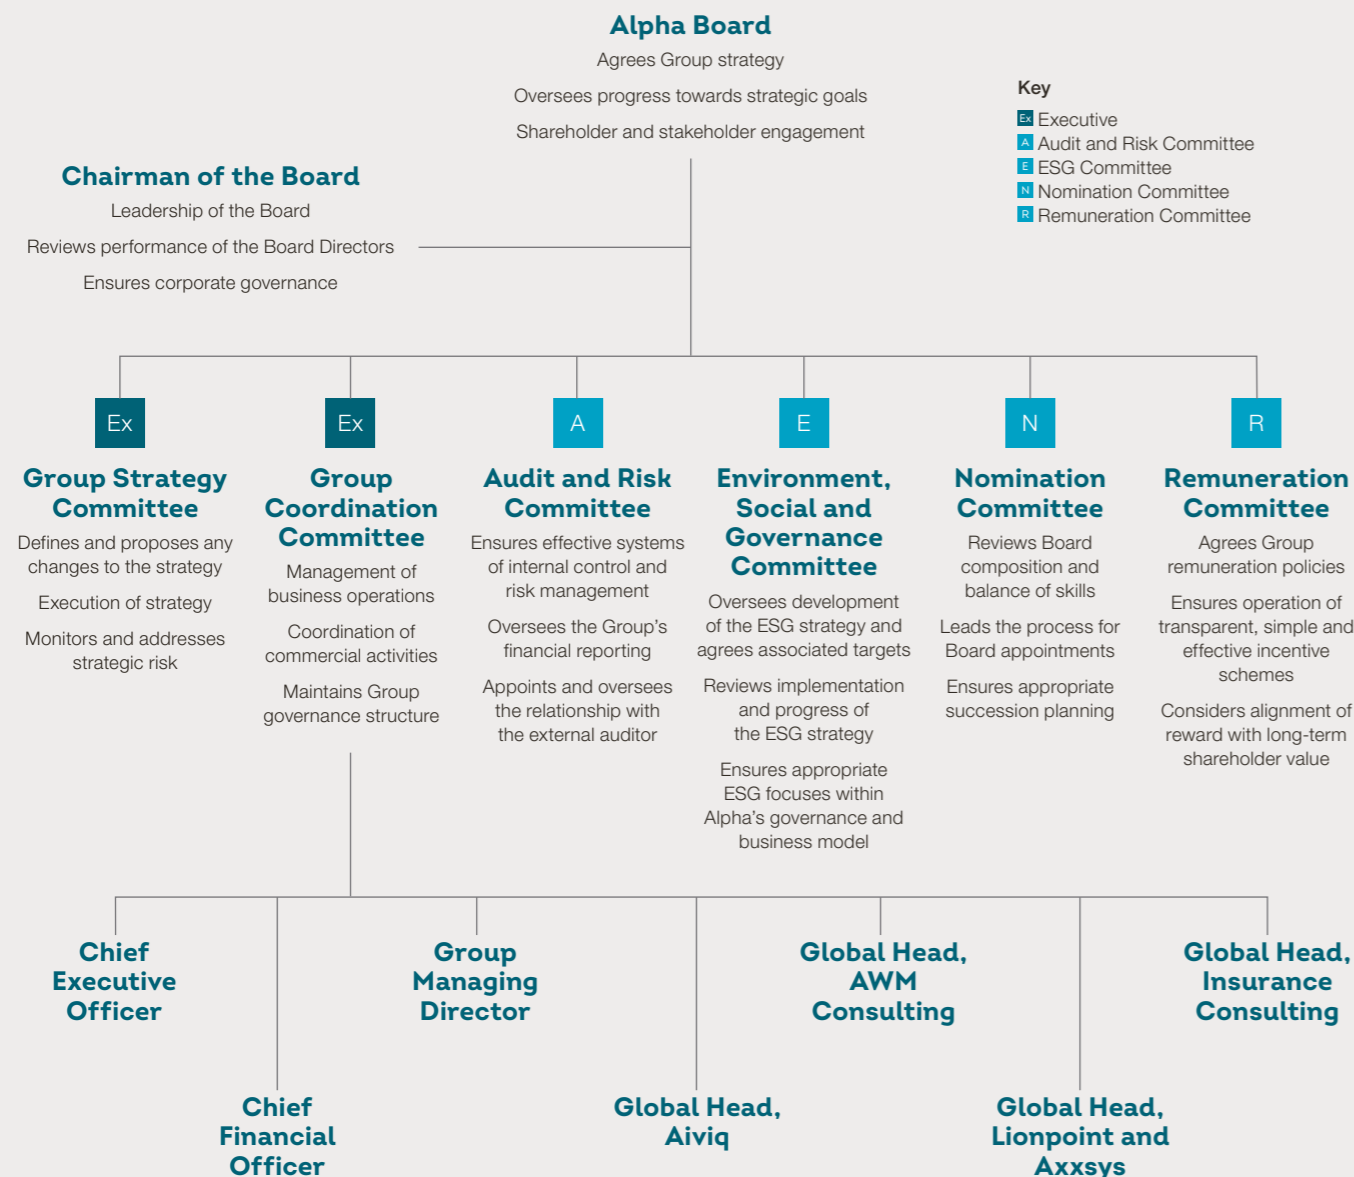 Alpha Board
Agrees Group strategy
Oversees progress towards strategic goals
Shareholder and stakeholder engagement
Key
Ex Executive
A Audit and Risk Committee
E ESG Committee
N Nomination Committee
R Remuneration Committee
Chairman of the Board
Leadership of the Board
Reviews performance of the Board Directors
Ensures corporate governance
Ex
Group Strategy
Committee
Defines and proposes any
changes to the strategy
Execution of strategy
Monitors and addresses
strategic risk
Ex
Group
Coordination
Committee
Management of
business operations
Coordination of
commercial activities
Maintains Group
governance structure
A
Audit and Risk
Committee
Ensures effective systems
of internal control and
risk management
Oversees the Group's
financial reporting
Appoints and oversees
the relationship with
the external auditor
E
Environment,
Social and
Governance
Committee
Oversees development
of the ESG strategy and
agrees associated targets
Reviews implementation
and progress of
the ESG strategy
Ensures appropriate
ESG focuses within
Alpha's governance and
business model
N
Nomination
Committee
Reviews Board
composition and
balance of skills
Leads the process for
Board appointments
Ensures appropriate
succession planning
R
Remuneration
Committee
Agrees Group
remuneration policies
Ensures operation of
transparent, simple and
effective incentive
schemes
Considers alignment of
reward with long-term
shareholder value
Chief
Executive
Officer
Chief
Financial
Officer
Group
Managing
Director
Global Head,
Aiviq
Global Head,
AWM
Consulting
Global Head,
Lionpoint and
Axxsys
Global Head,
Insurance
Consulting